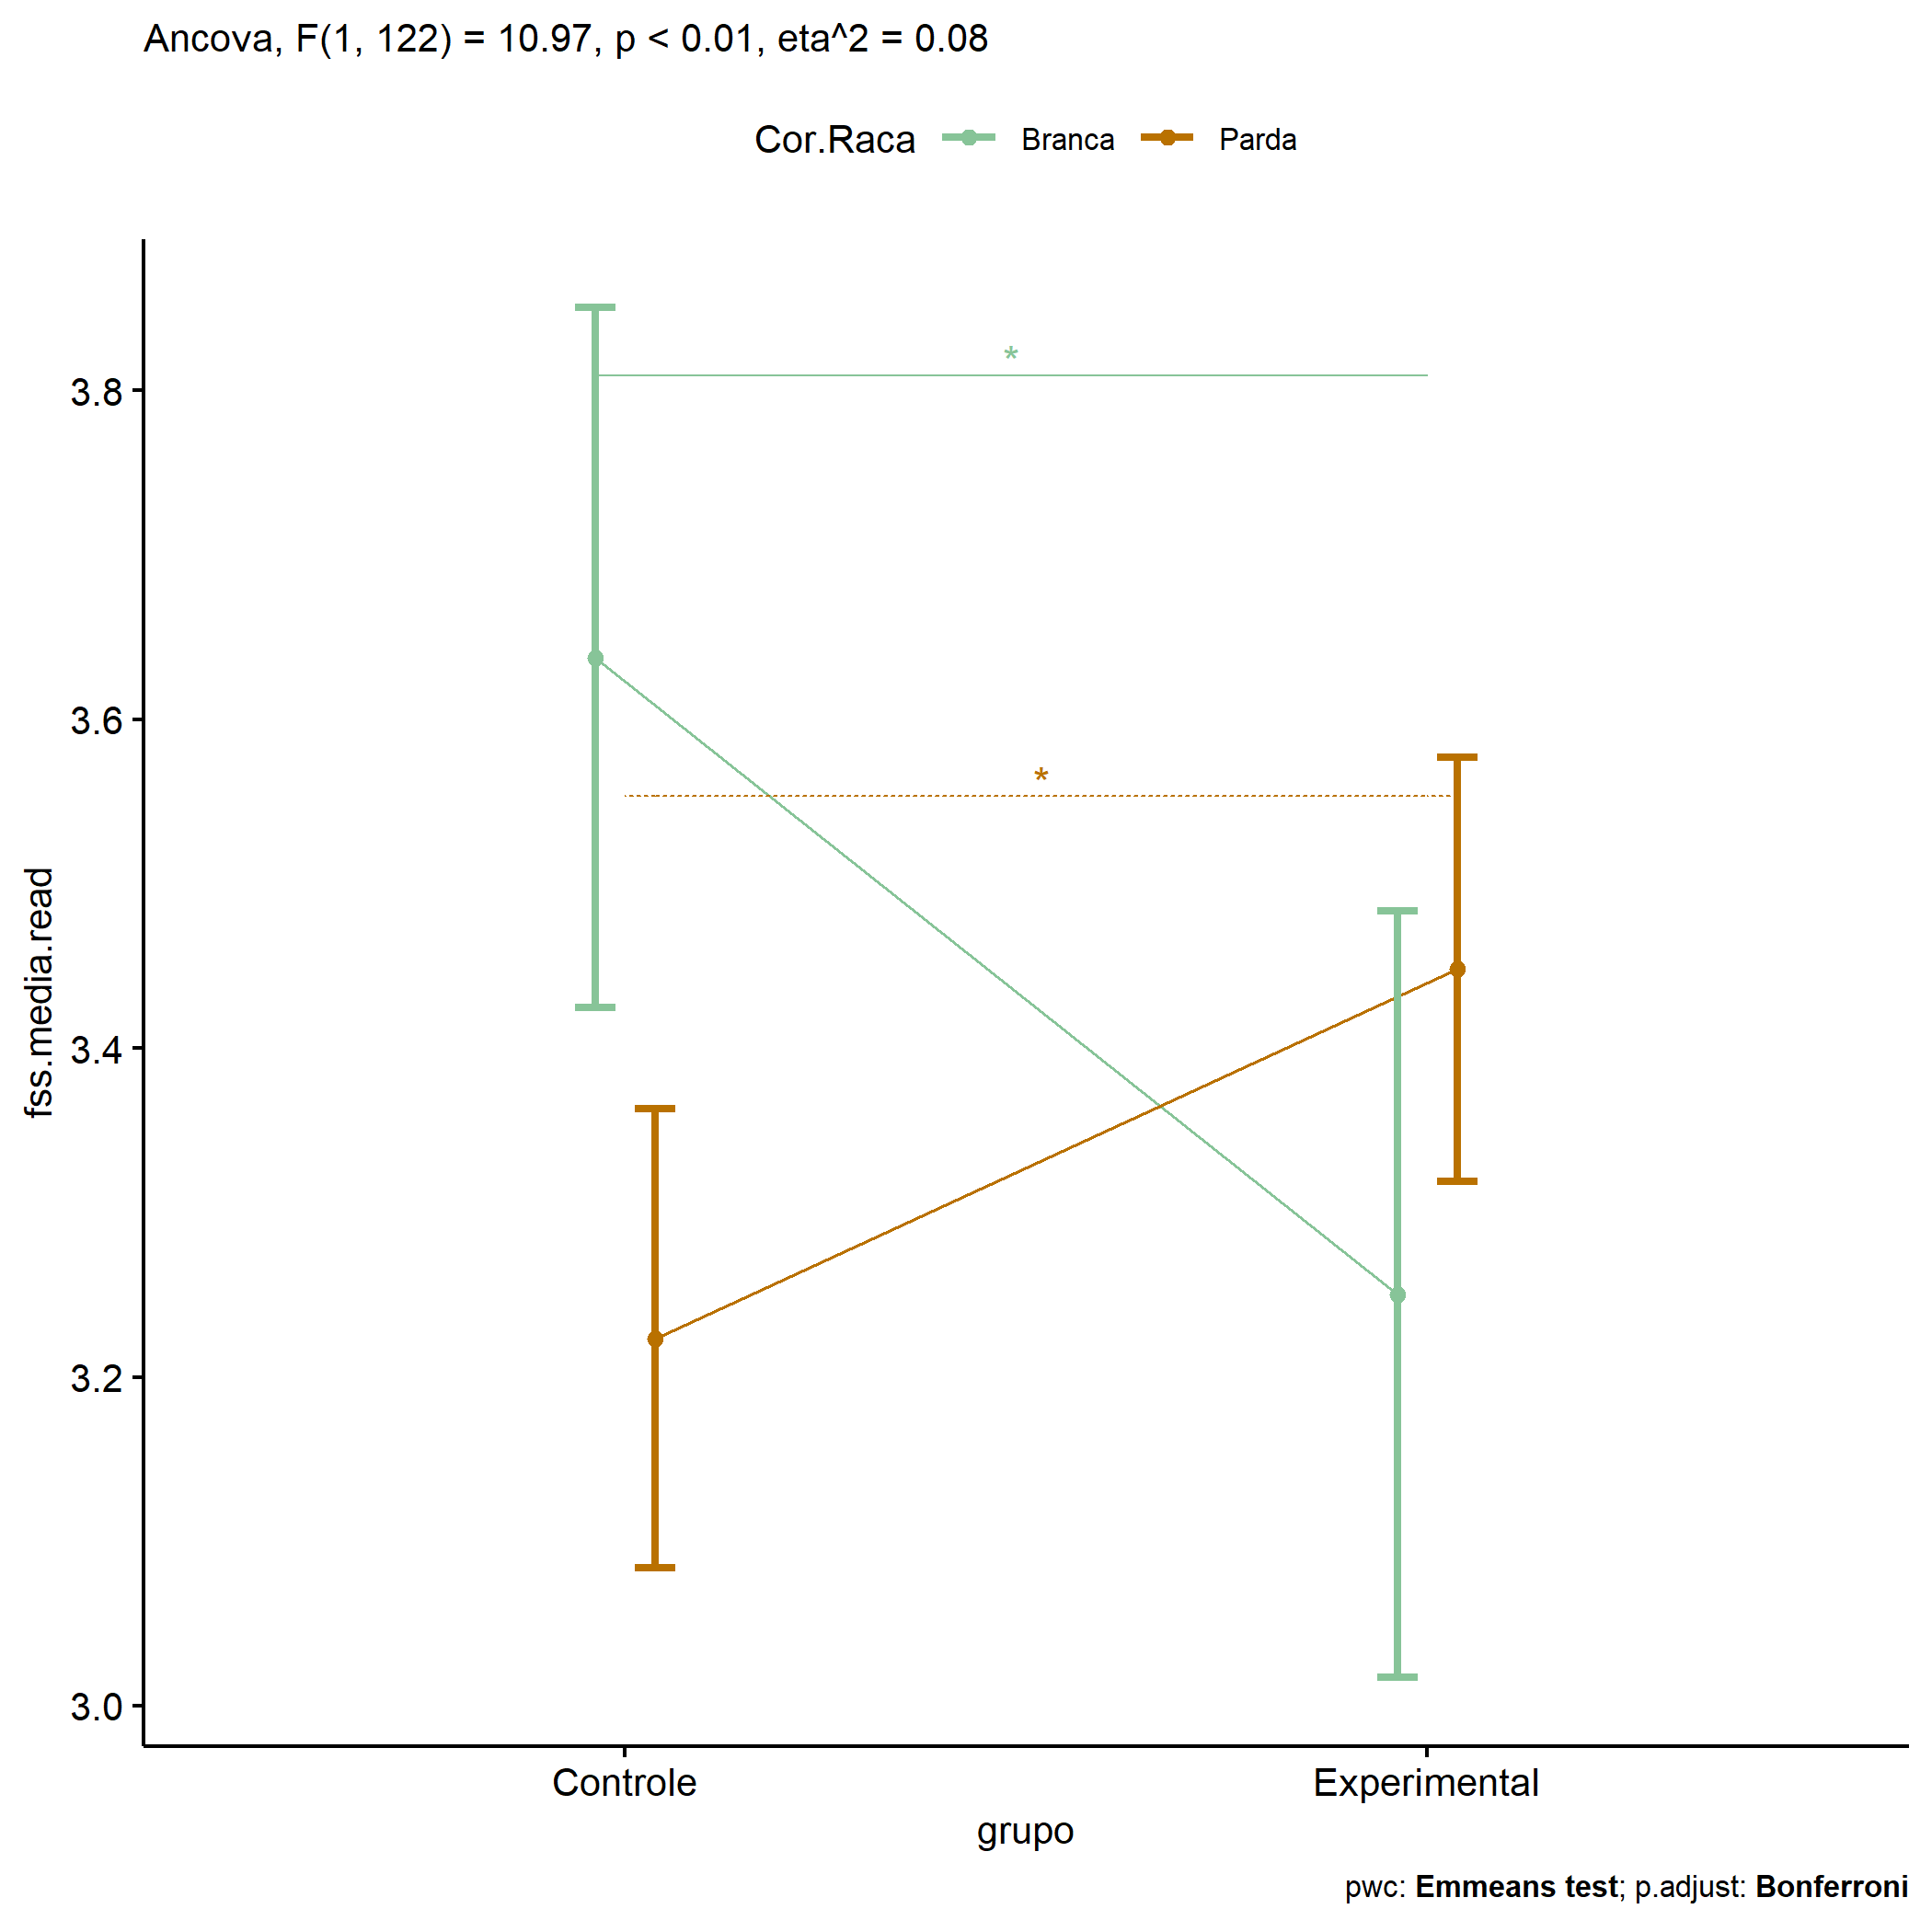 Ancova, F(1, 122) = 10.97, p < 0.01, eta^2 = 0.08
Cor.Raca Branca Parda
*
3.8
3.6
*
fss.media.read
3.4
3.2
3.0
Controle Experimental
grupo
pwc: Emmeans test; p.adjust: Bonferroni